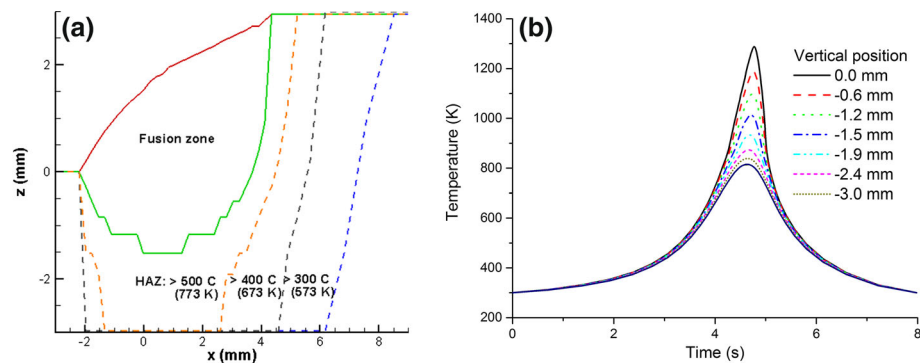 (a)
2
0
-2
z (mm)
Fusion zone
HAZ: > 500 C > 400 C > 300 C
(773 K) (673 K) (573 K)
-2 0 2 4 6 8
x (mm)
(b)
1400
1200
1000
800
600
400
200
Temperature (K)
Vertical position
0.0 mm
-0.6 mm
-1.2 mm
-1.5 mm
-1.9 mm
-2.4 mm
-3.0 mm
0 2 4 6 8
Time (s)